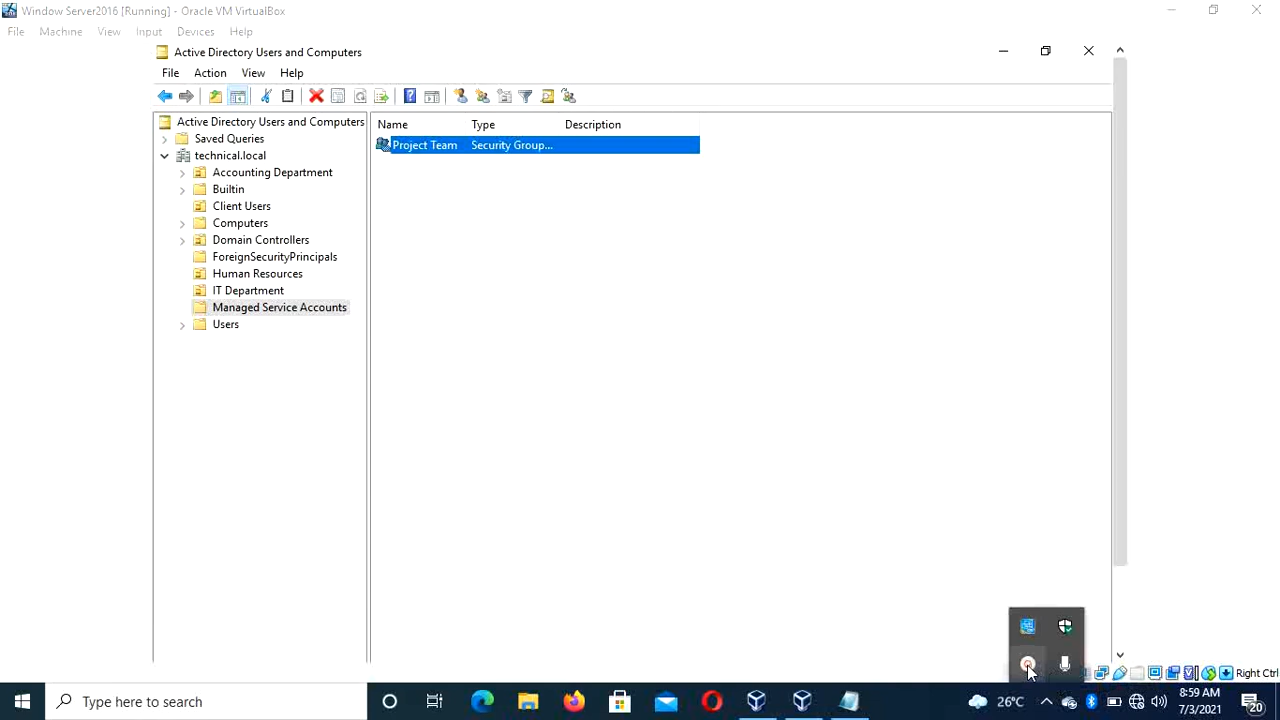 Window Server2016 [Running] - Oracle VM VirtualBox
File Machine View Input Devices Help
Active Directory Users and Computers
File Action View Help
Active Directory Users and Computers
Saved Queries
technical.local
Accounting Department
Builtin
Client Users
Computers
Domain Controllers
ForeignSecurityPrincipals
Human Resources
IT Department
Managed Service Accounts
Users
Name Type Description
Project Team Security Group...
Right Ctrl
Type here to search
26°C
8:59 AM
7/3/2021
20